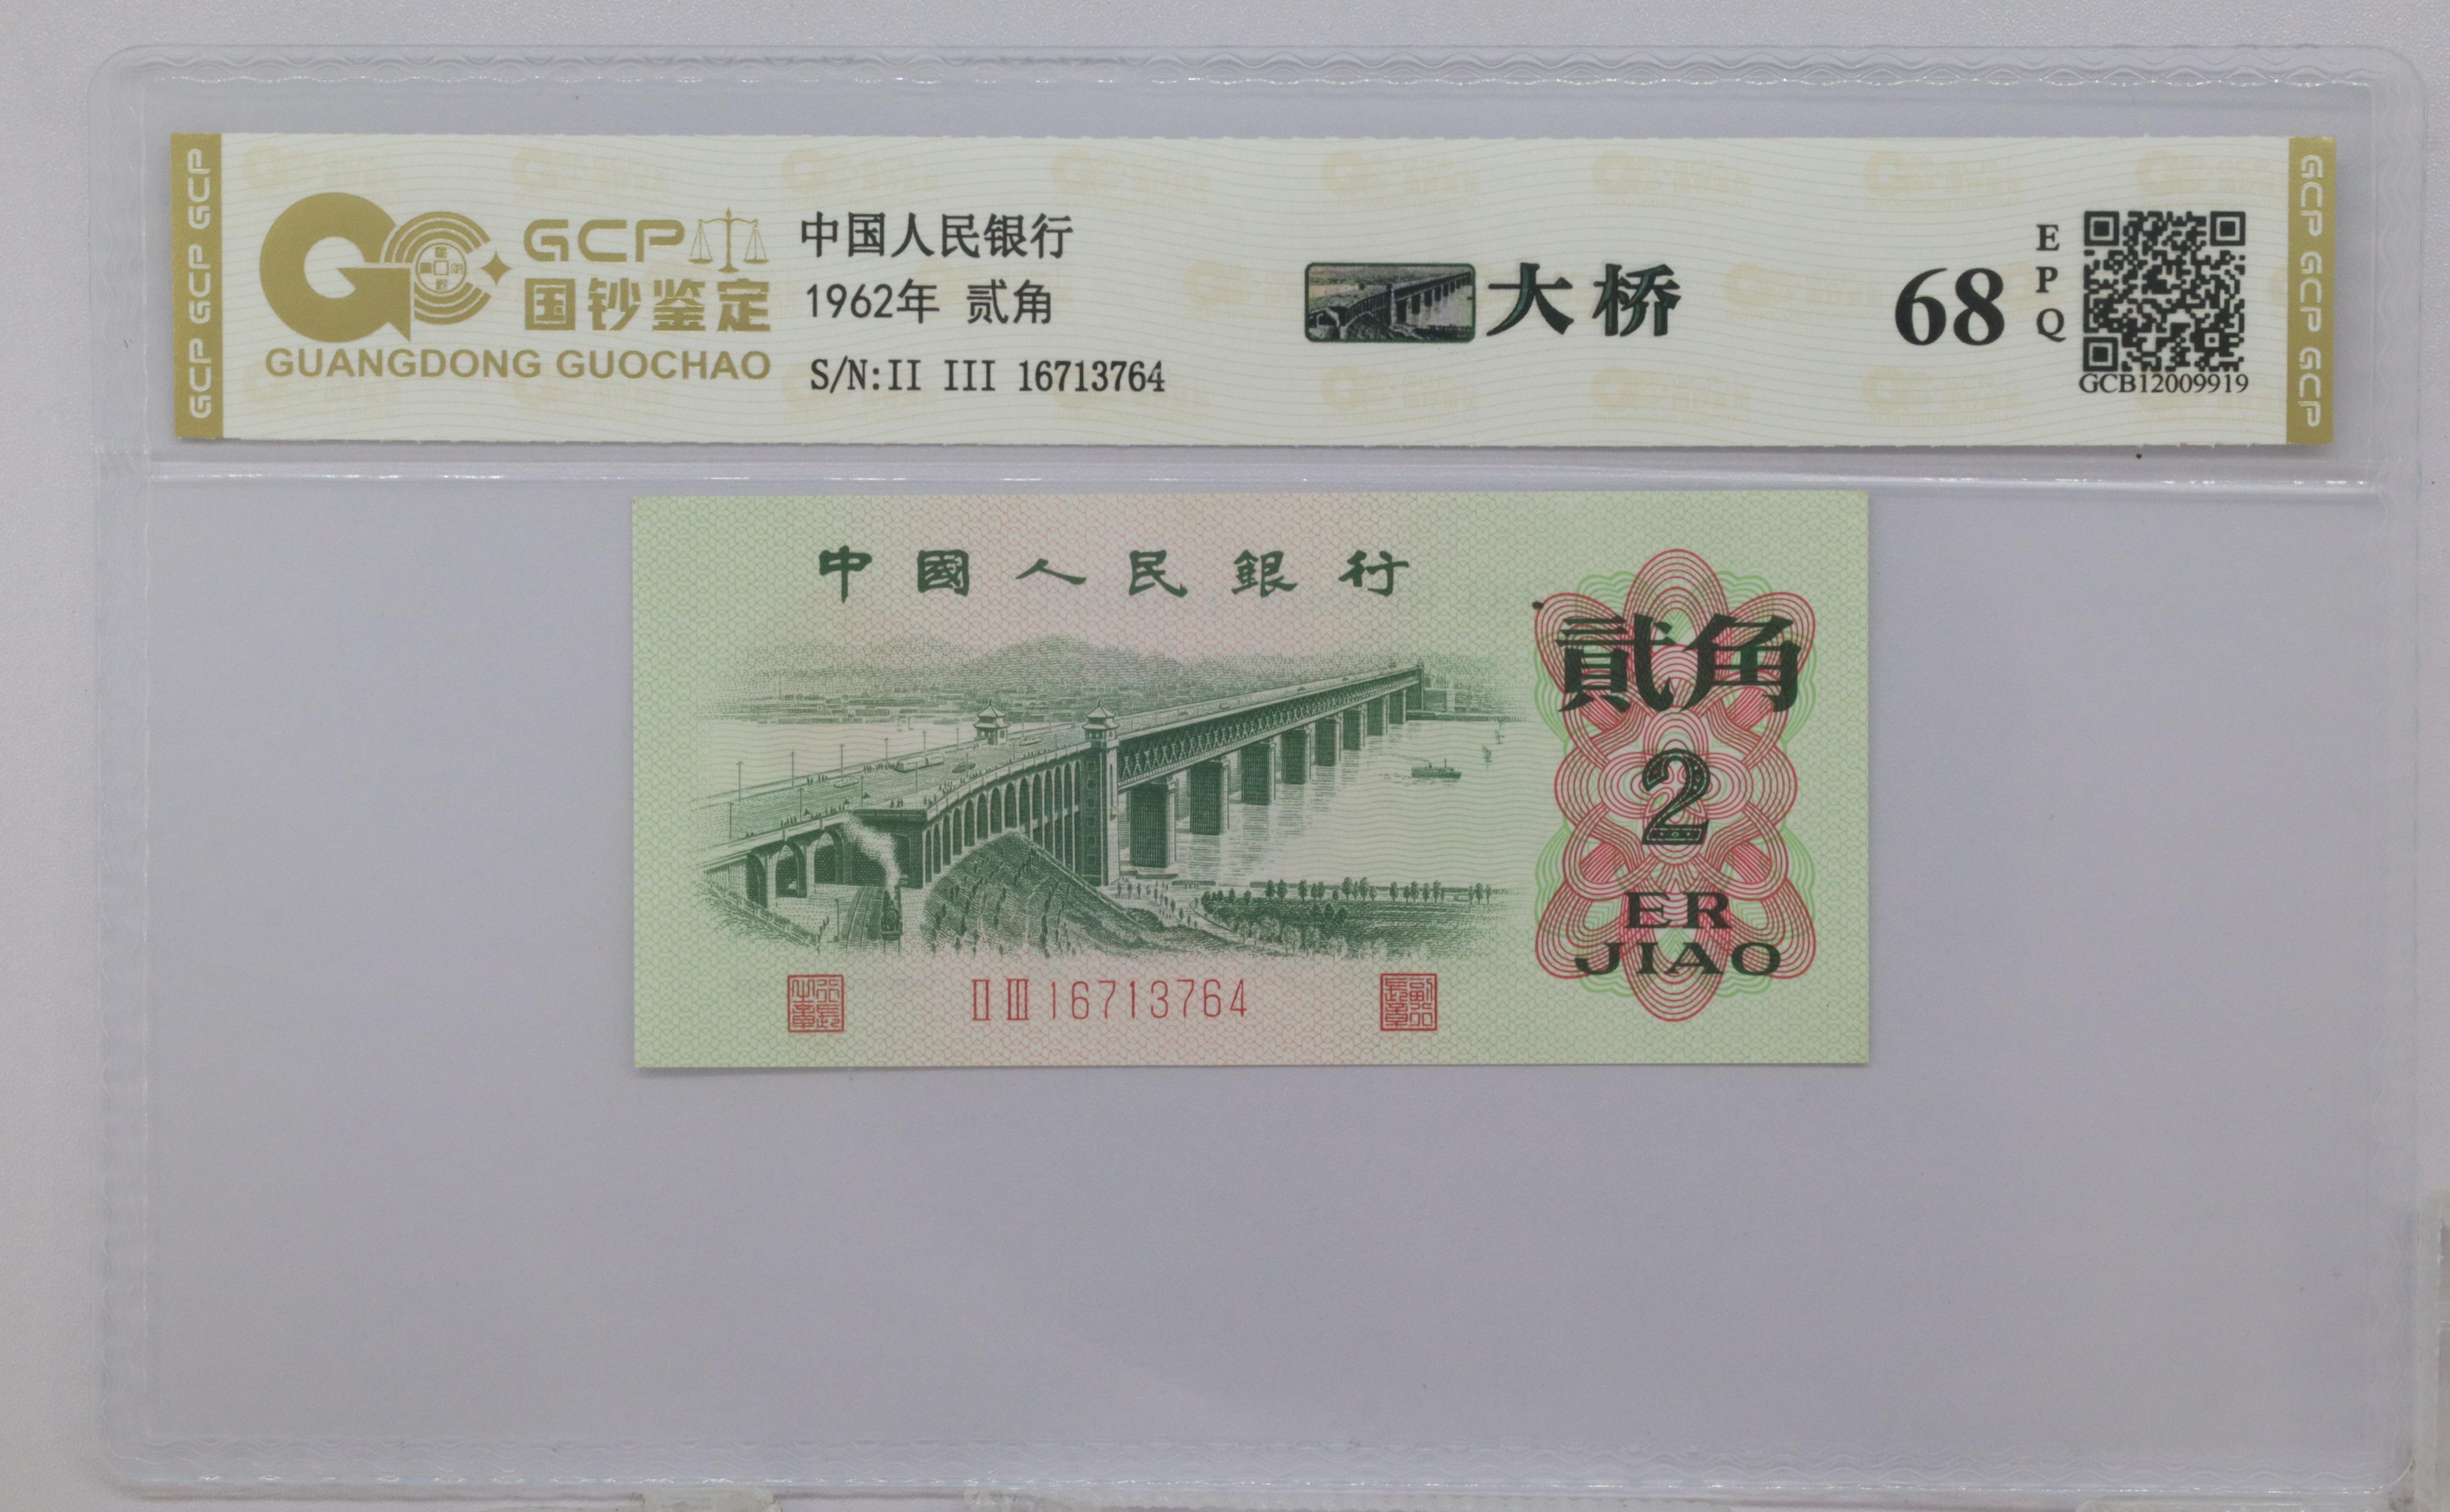 GCP GCP GCP
GCP
国钞鉴定
GUANGDONG GUOCHAO
中国人民银行
1962年 贰角
S/N:II III 16713764
大桥
68
EPQ
GCB12009919
GCP GCP GCP
中國人民銀行
貳角
2
ER
JIAO
II III 16713764